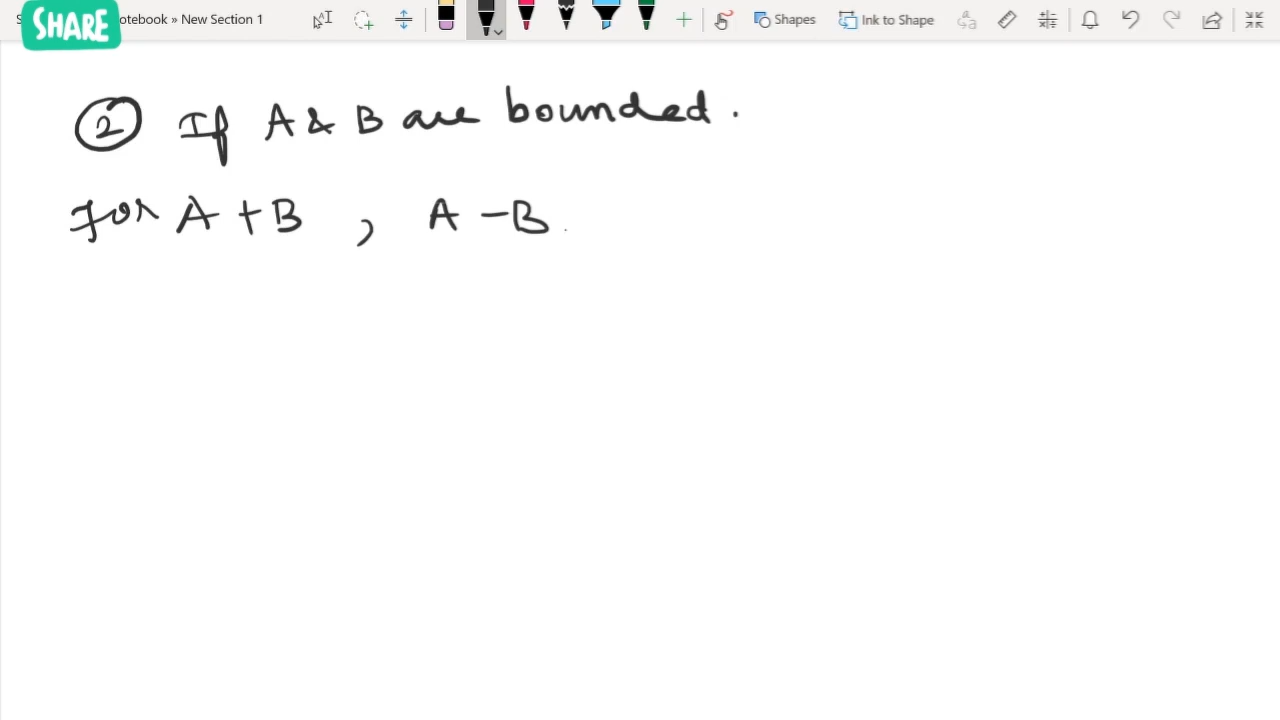 SHARE
otebook » New Section 1
Shapes
Ink to Shape
② If A & B are bounded.
for A + B , A - B.